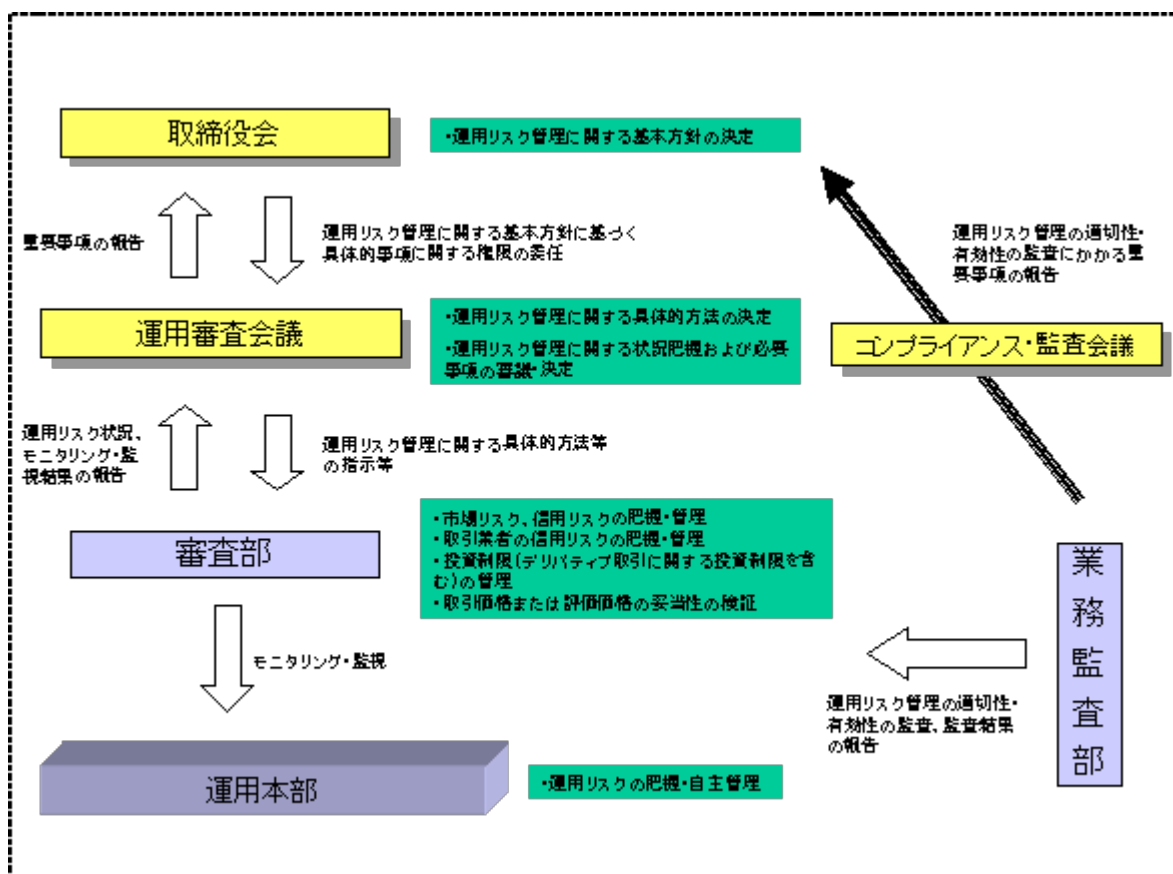 取締役会
・運用リスク管理に関する基本方針の決定
重要事項の報告
運用リスク管理に関する基本方針に基づく
具体的事項に関する権限の委任
運用リスク管理の適切性・
有効性の監査にかかる重
要事項の報告
運用審査会議
・運用リスク管理に関する具体的方法の決定
・運用リスク管理に関する状況把握および必要
事項の審議・決定
コンプライアンス・監査会議
運用リスク状況、
モニタリング・監
視結果の報告
運用リスク管理に関する具体的方法等
の指示等
審査部
・市場リスク、信用リスクの把握・管理
・取引業者の信用リスクの把握・管理
・投資制限(デリバティブ取引に関する投資制限を含
む)の管理
・取引価格または評価価格の妥当性の検証
業務監査部
モニタリング・監視
運用リスク管理の適切性・
有効性の監査、監査結果
の報告
運用本部
・運用リスクの把握・自主管理